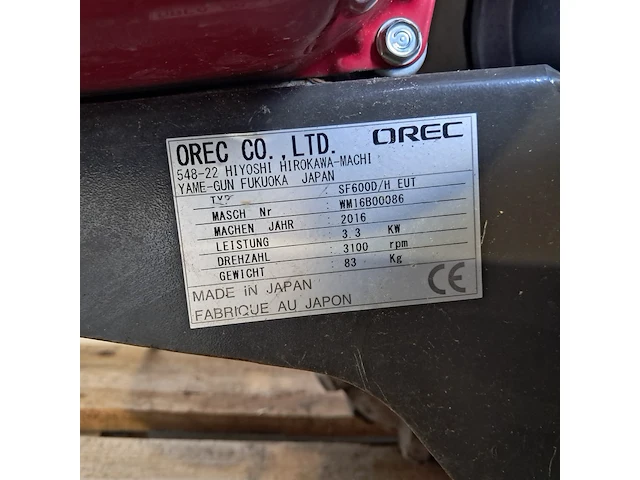 OREC CO.,LTD. OREC
548-22 HIYOSHI HIROKAWA-MACHI
YAME-GUN FUKUOKA JAPAN
TYP : SF600D/H EUT
MASCH Nr : WM16B00086
MACHEN JAHR : 2016
LEISTUNG : 3.3 KW
DREHZAHL : 3100 rpm
GEWICHT : 83 Kg
MADE IN JAPAN
FABRIQUE AU JAPON
CE